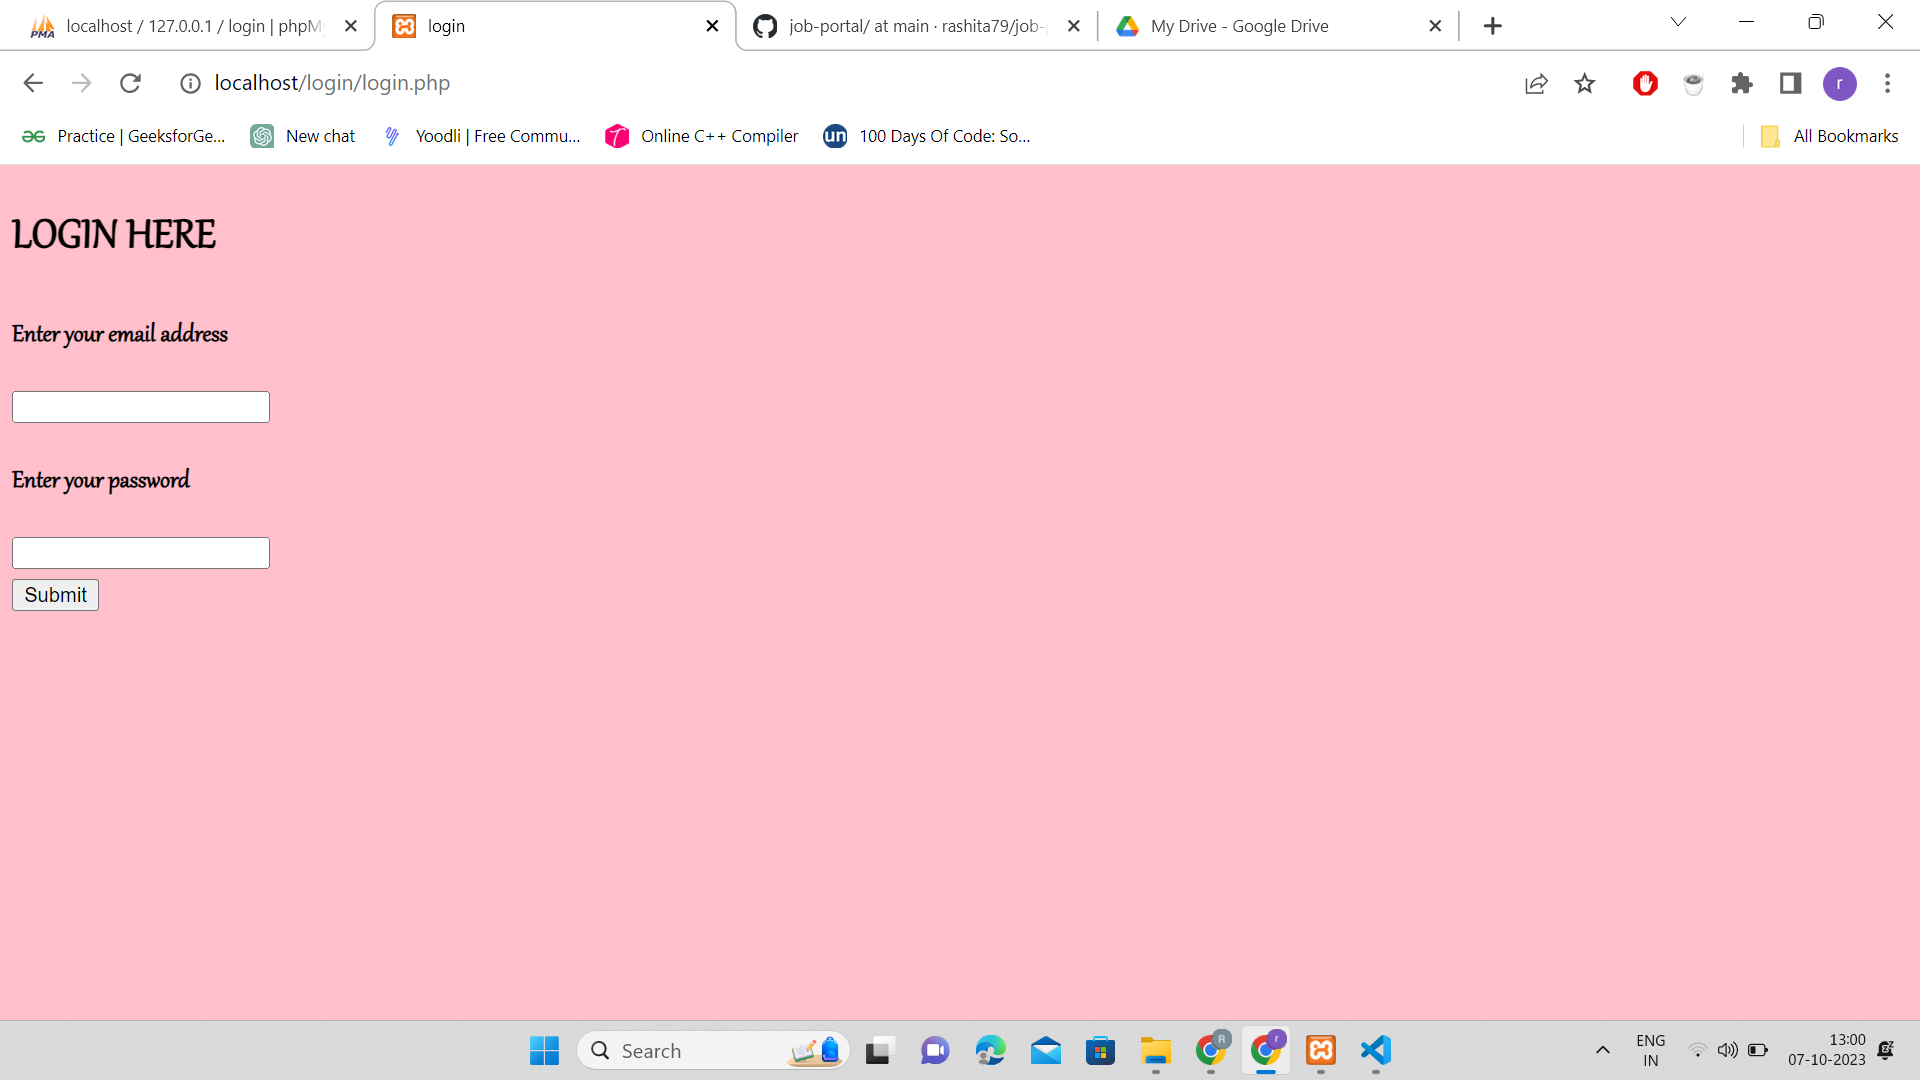 localhost / 127.0.0.1 / login | phpMy
login
job-portal/ at main · rashita79/job-p
My Drive - Google Drive
localhost/login/login.php
r
Practice | GeeksforGe...
New chat
Yoodli | Free Commu...
Online C++ Compiler
un
100 Days Of Code: So...
All Bookmarks
LOGIN HERE
Enter your email address
Enter your password
Submit
Search
R
r
ENG
IN
13:00
07-10-2023